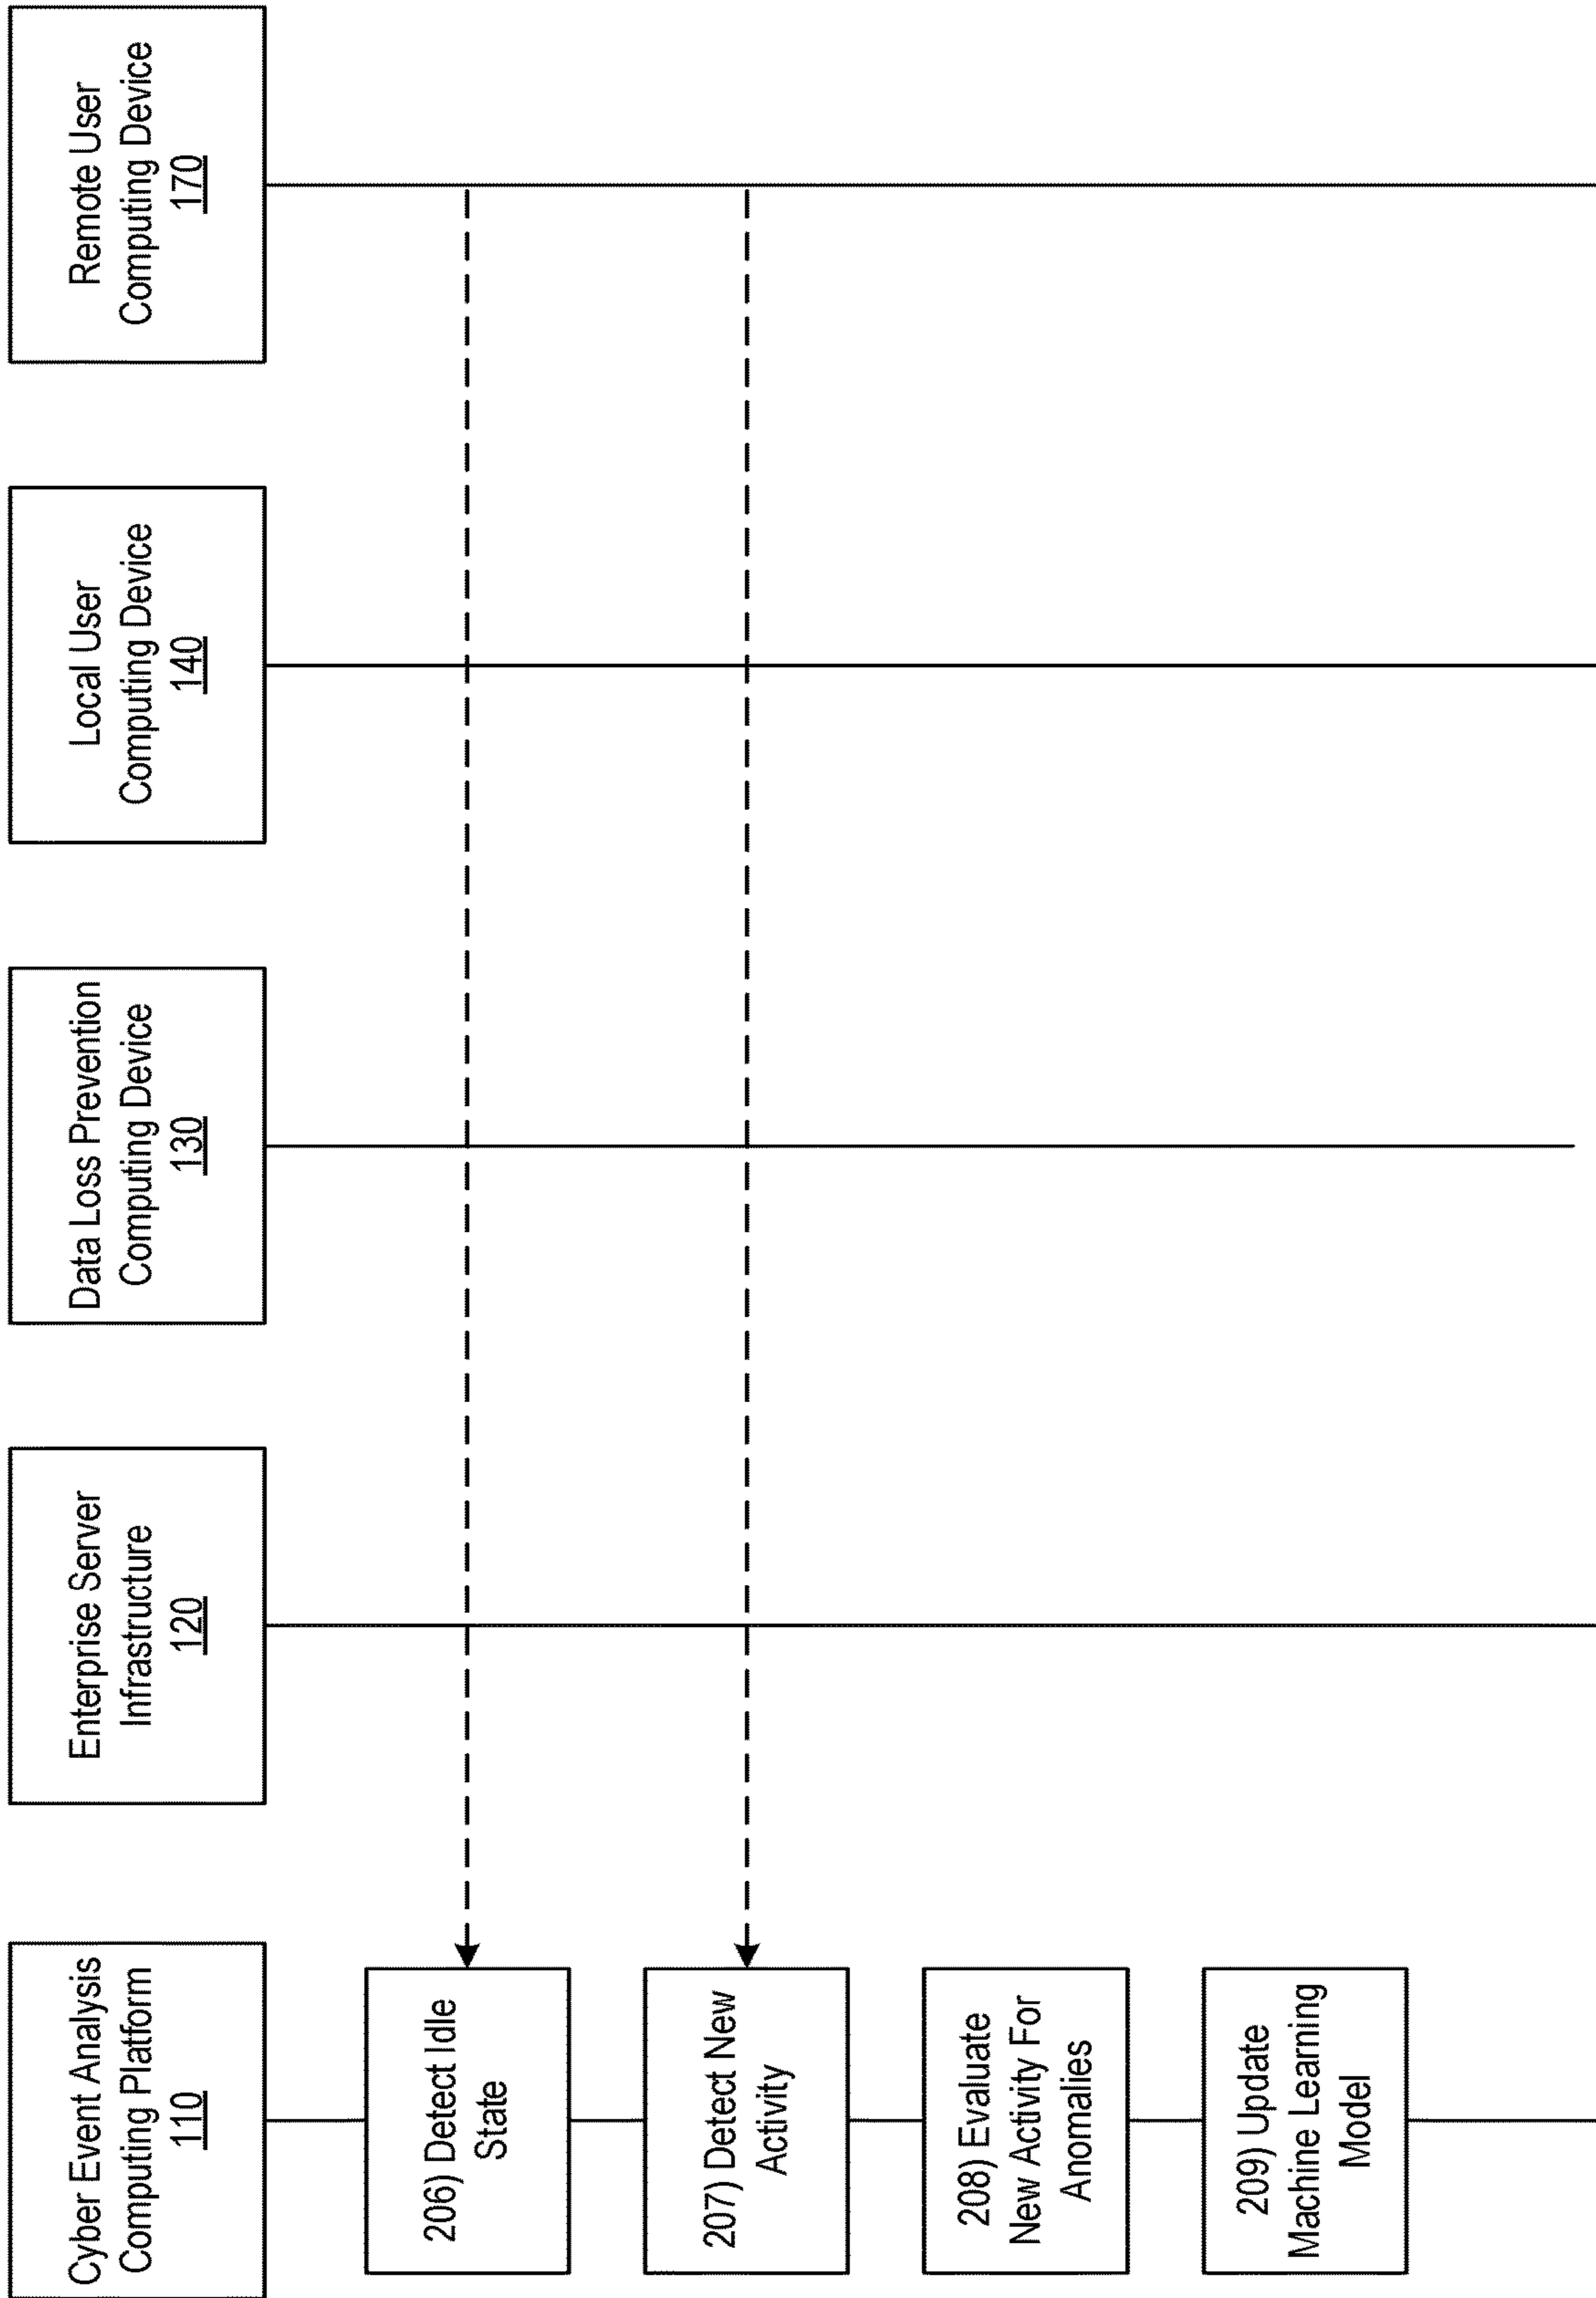 Cyber Event Analysis
Computing Platform
110
Enterprise Server
Infrastructure
120
Data Loss Prevention
Computing Device
130
Local User
Computing Device
140
Remote User
Computing Device
170
206) Detect Idle
State
207) Detect New
Activity
208) Evaluate
New Activity For
Anomalies
209) Update
Machine Learning
Model